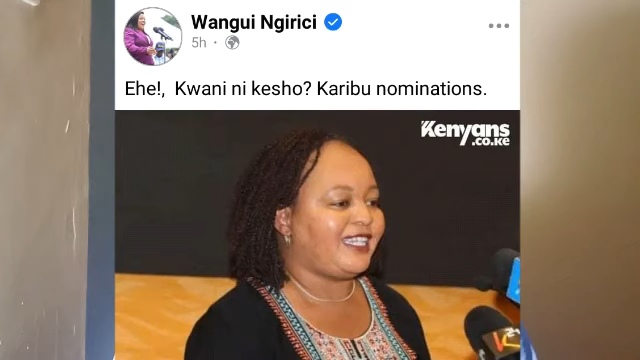 Wangui Ngirici
5h ·
Ehe!, Kwani ni kesho? Karibu nominations.
Kenyans
.co.ke